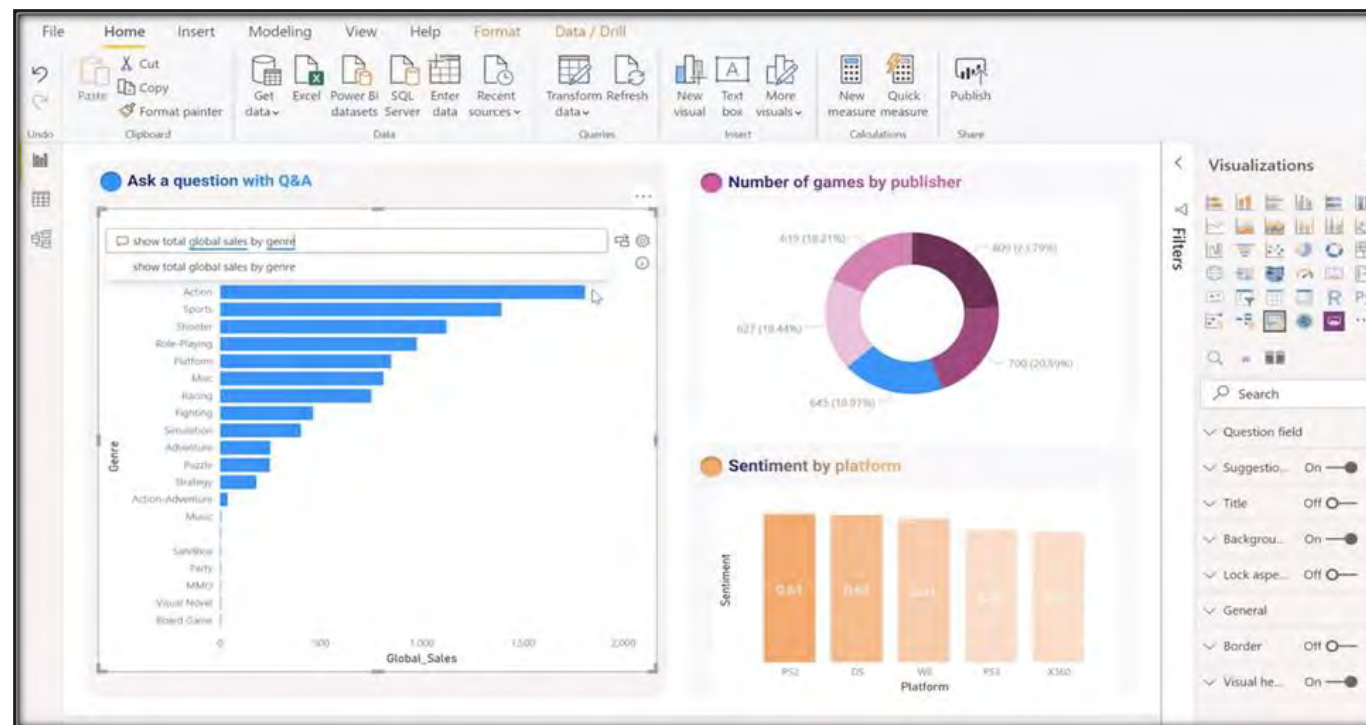 File Home Insert Modeling View Help Format Data / Drill
Cut
Copy
Paste
Format painter
Get data
Excel
Power BI datasets
SQL Server
Enter data
Recent sources
Transform data
Refresh
New visual
Text box
More visuals
New measure
Quick measure
Publish
Undo
Clipboard
Data
Queries
Insert
Calculations
Share
Ask a question with Q&A
show total global sales by genre
show total global sales by genre
Action
Sports
Shooter
Role-Playing
Platform
Misc
Racing
Fighting
Simulation
Adventure
Puzzle
Strategy
Action-Adventure
Music
Sandbox
Party
MMO
Visual Novel
Board Game
Genre
0 500 1,000 1,500 2,000
Global_Sales
Number of games by publisher
619 (18.21%)
809 (23.79%)
627 (18.44%)
700 (20.59%)
645 (18.97%)
Sentiment by platform
Sentiment
0.61
PS2 DS Wii PS3 X360
Platform
Filters
Visualizations
Search
Question field
Suggestio... On
Title Off
Backgrou... On
Lock aspe... Off
General
Border Off
Visual he... On